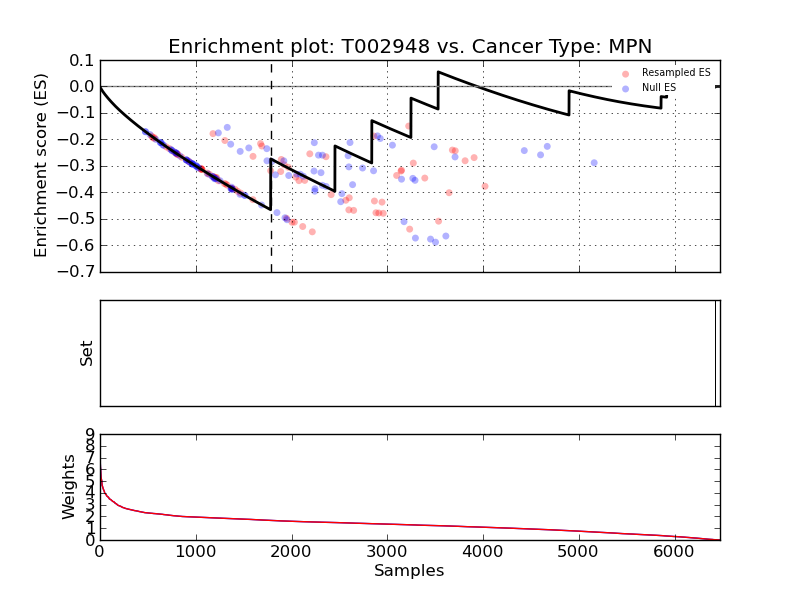 Enrichment plot: T002948 vs. Cancer Type: MPN
Enrichment score (ES)
0.1
0.0
−0.1
−0.2
−0.3
−0.4
−0.5
−0.6
−0.7
Resampled ES
Null ES
Set
Weights
9
8
7
6
5
4
3
2
1
0
0 1000 2000 3000 4000 5000 6000
Samples